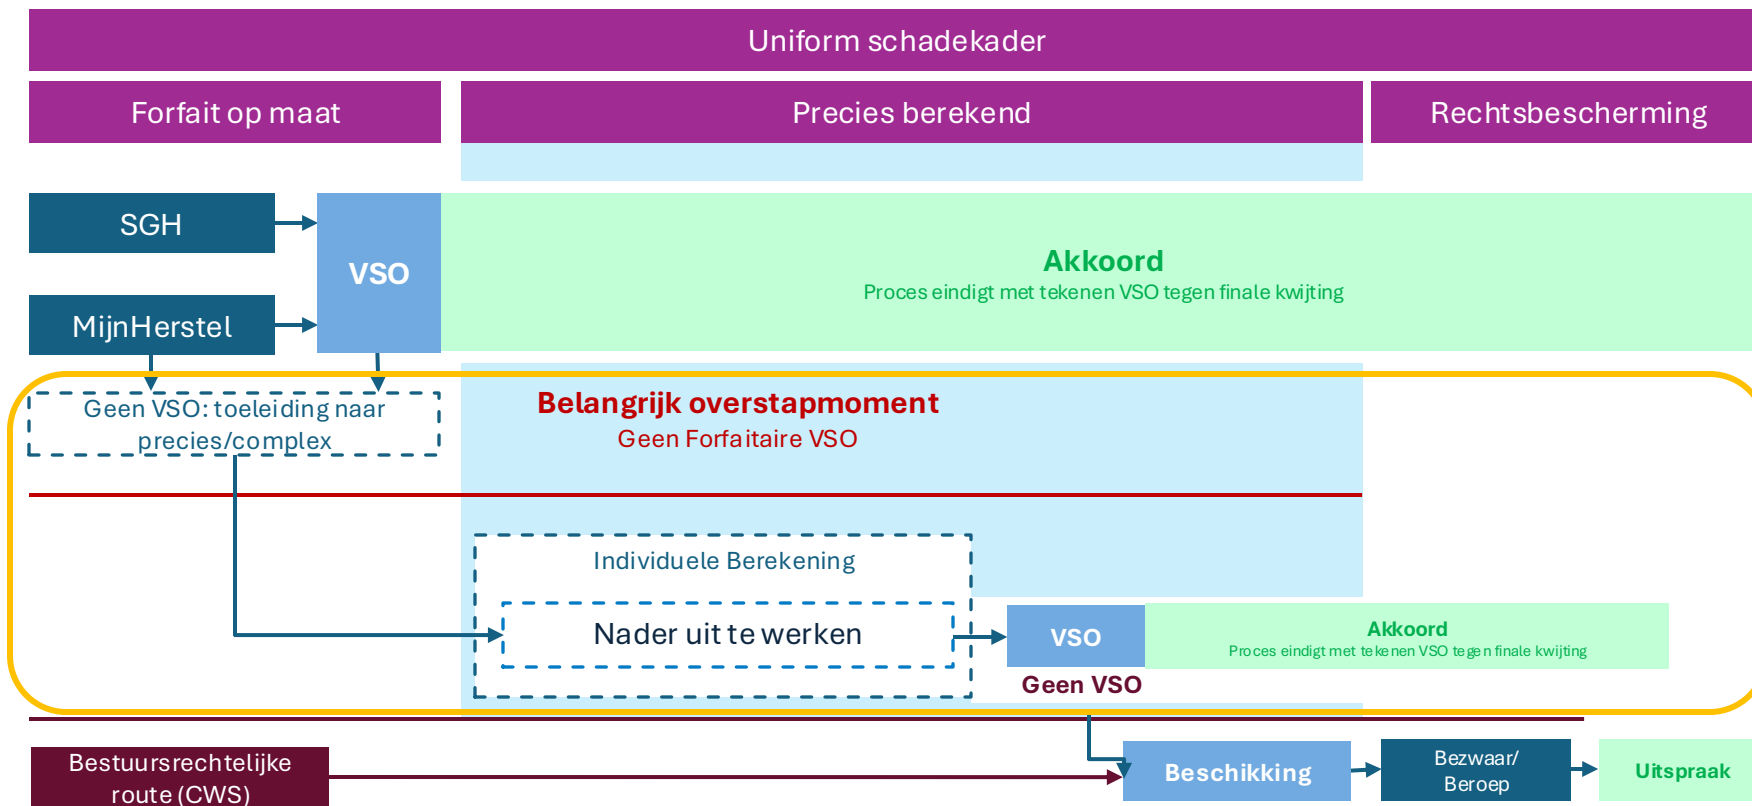 Uniform schadekader
Forfait op maat
Precies berekend
Rechtsbescherming
SGH
VSO
Akkoord
Proces eindigt met tekenen VSO tegen finale kwijting
MijnHerstel
Geen VSO: toeleiding naar
precies/complex
Belangrijk overstapmoment
Geen Forfaitaire VSO
Individuele Berekening
Nader uit te werken
VSO
Akkoord
Proces eindigt met tekenen VSO tegen finale kwijting
Geen VSO
Bestuursrechtelijke
route (CWS)
Beschikking
Bezwaar/
Beroep
Uitspraak